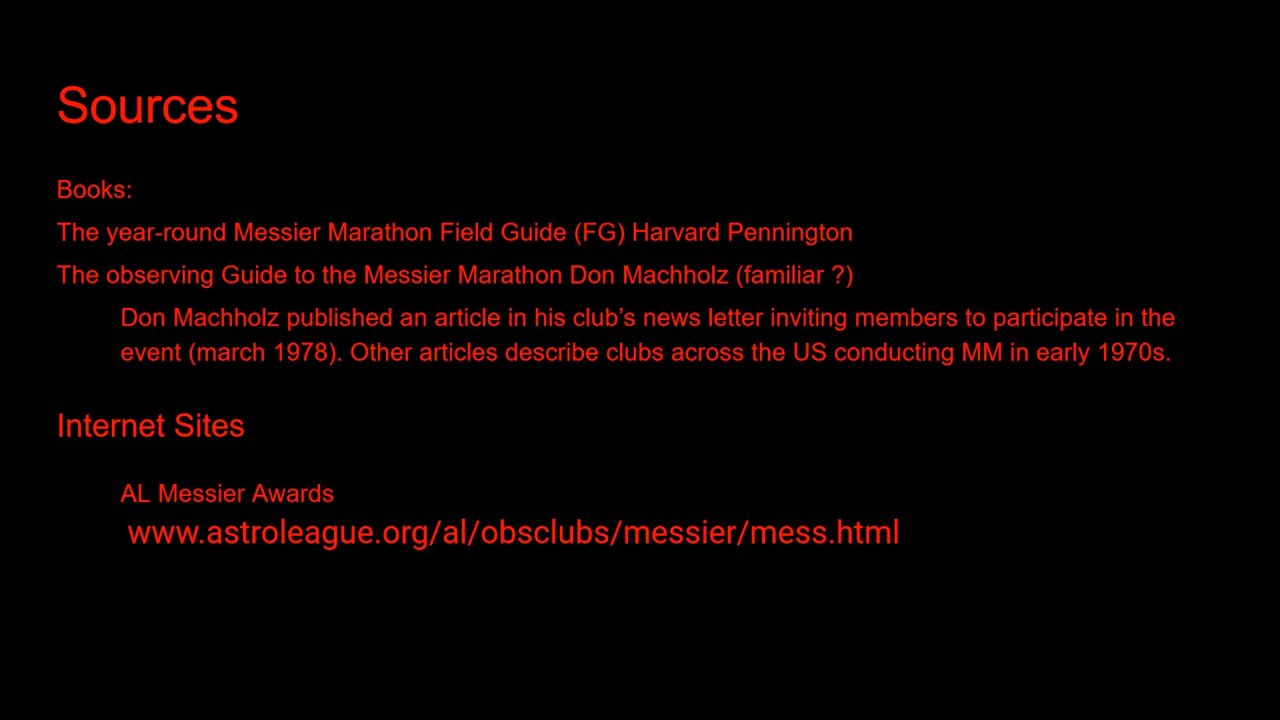 Sources
Books:
The year-round Messier Marathon Field Guide (FG) Harvard Pennington
The observing Guide to the Messier Marathon Don Machholz (familiar ?)
Don Machholz published an article in his club’s news letter inviting members to participate in the
event (march 1978). Other articles describe clubs across the US conducting MM in early 1970s.
Internet Sites
AL Messier Awards
www.astroleague.org/al/obsclubs/messier/mess.html